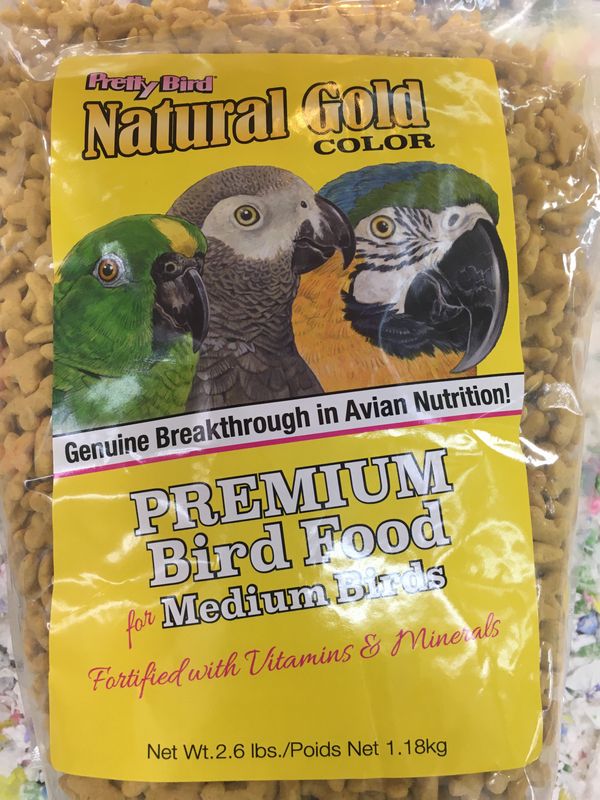 Pretty Bird
Natural Gold
COLOR
Genuine Breakthrough in Avian Nutrition!
PREMIUM
Bird Food
for Medium Birds
Fortified with Vitamins & Minerals
Net Wt.2.6 lbs./Poids Net 1.18kg